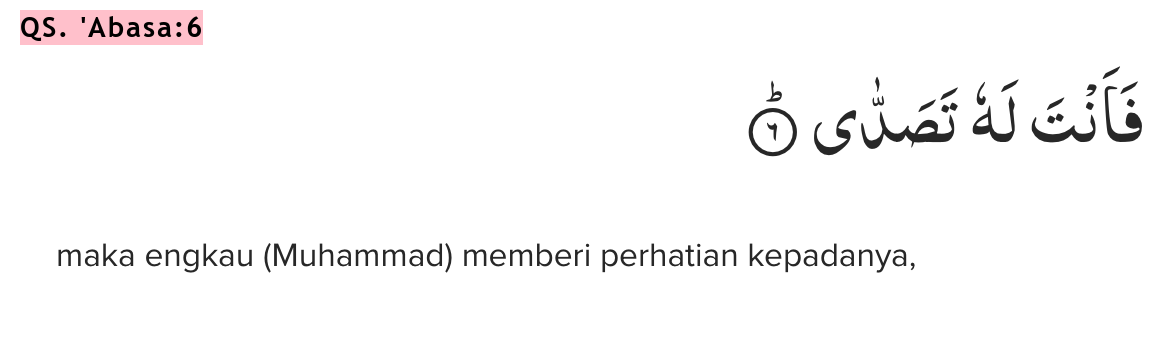 QS. 'Abasa:6
فَاَنْتَ لَهٗ تَصَدّٰىۗ ٦
maka engkau (Muhammad) memberi perhatian kepadanya,